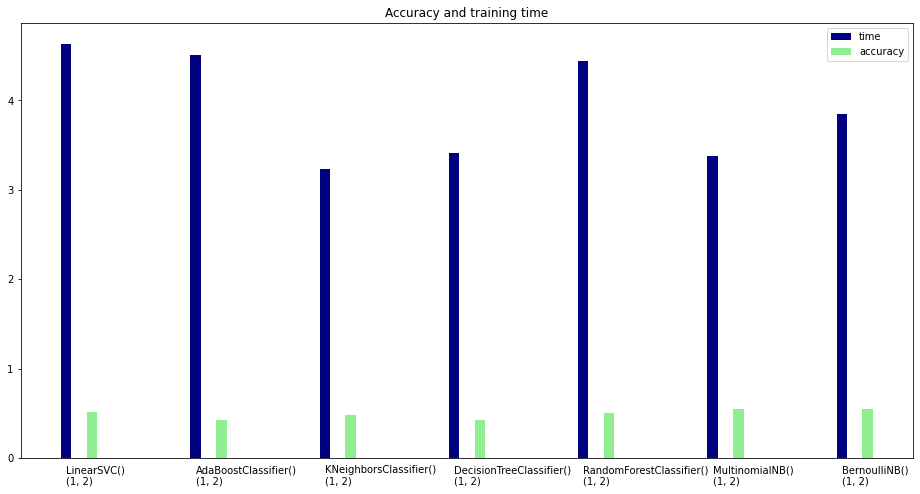 Accuracy and training time
time
accuracy
4
3
2
1
0
LinearSVC()
(1, 2)
AdaBoostClassifier()
(1, 2)
KNeighborsClassifier()
(1, 2)
DecisionTreeClassifier()
(1, 2)
RandomForestClassifier()
(1, 2)
MultinomialNB()
(1, 2)
BernoulliNB()
(1, 2)